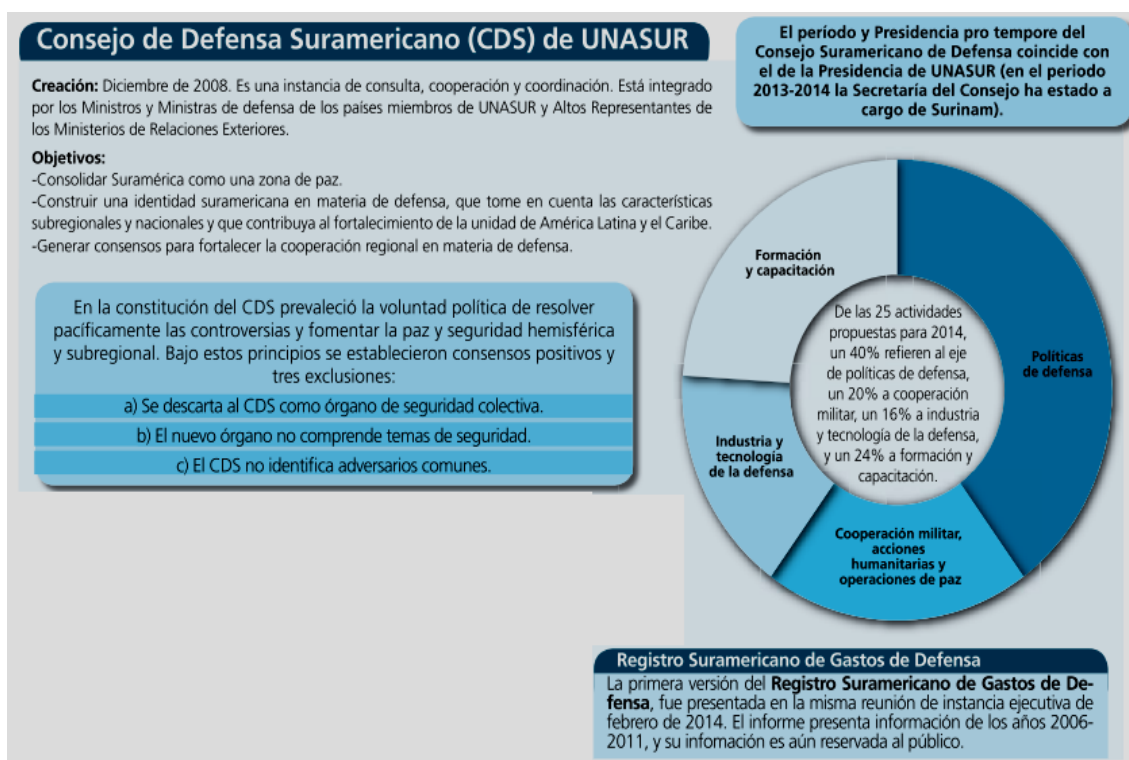 Consejo de Defensa Suramericano (CDS) de UNASUR
Creación: Diciembre de 2008. Es una instancia de consulta, cooperación y coordinación. Está integrado
por los Ministros y Ministras de defensa de los países miembros de UNASUR y Altos Representantes de
los Ministerios de Relaciones Exteriores.
Objetivos:
-Consolidar Suramérica como una zona de paz.
-Construir una identidad suramericana en materia de defensa, que tome en cuenta las características
subregionales y nacionales y que contribuya al fortalecimiento de la unidad de América Latina y el Caribe.
-Generar consensos para fortalecer la cooperación regional en materia de defensa.
En la constitución del CDS prevaleció la voluntad política de resolver
pacíficamente las controversias y fomentar la paz y seguridad hemisférica
y subregional. Bajo estos principios se establecieron consensos positivos y
tres exclusiones:
a) Se descarta al CDS como órgano de seguridad colectiva.
b) El nuevo órgano no comprende temas de seguridad.
c) El CDS no identifica adversarios comunes.
El período y Presidencia pro tempore del
Consejo Suramericano de Defensa coincide con
el de la Presidencia de UNASUR (en el periodo
2013-2014 la Secretaría del Consejo ha estado a
cargo de Surinam).
Formación
y capacitación
De las 25 actividades
propuestas para 2014,
un 40% refieren al eje
de políticas de defensa,
un 20% a cooperación
militar, un 16% a industria
y tecnología de la defensa,
y un 24% a formación y
capacitación.
Políticas
de defensa
Industria y
tecnología
de la defensa
Cooperación militar,
acciones
humanitarias y
operaciones de paz
Registro Suramericano de Gastos de Defensa
La primera versión del Registro Suramericano de Gastos de De-
fensa, fue presentada en la misma reunión de instancia ejecutiva de
febrero de 2014. El informe presenta información de los años 2006-
2011, y su infomación es aún reservada al público.